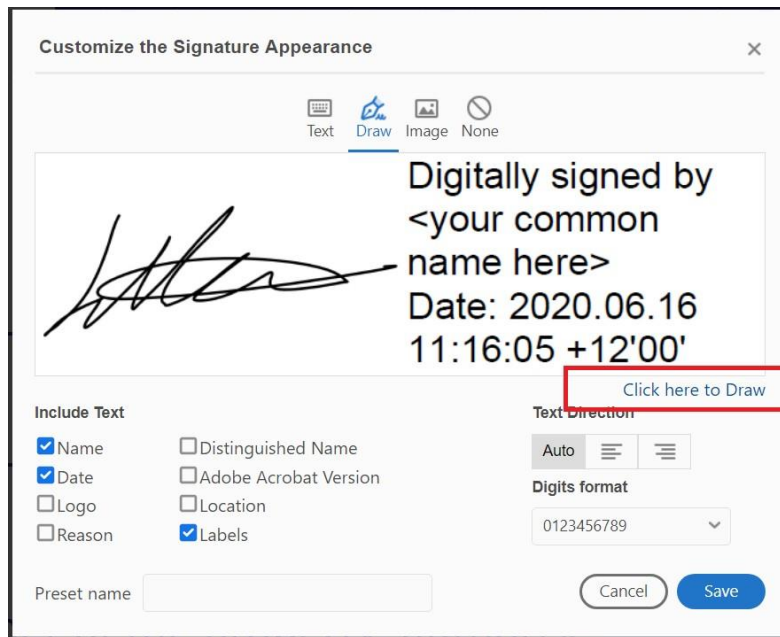 Customize the Signature Appearance
Text
Draw
Image
None
Digitally signed by
<your common
name here>
Date: 2020.06.16
11:16:05 +12'00'
Click here to Draw
Include Text
Name
Distinguished Name
Date
Adobe Acrobat Version
Logo
Location
Reason
Labels
Text Direction
Auto
Digits format
0123456789
Preset name
Cancel
Save